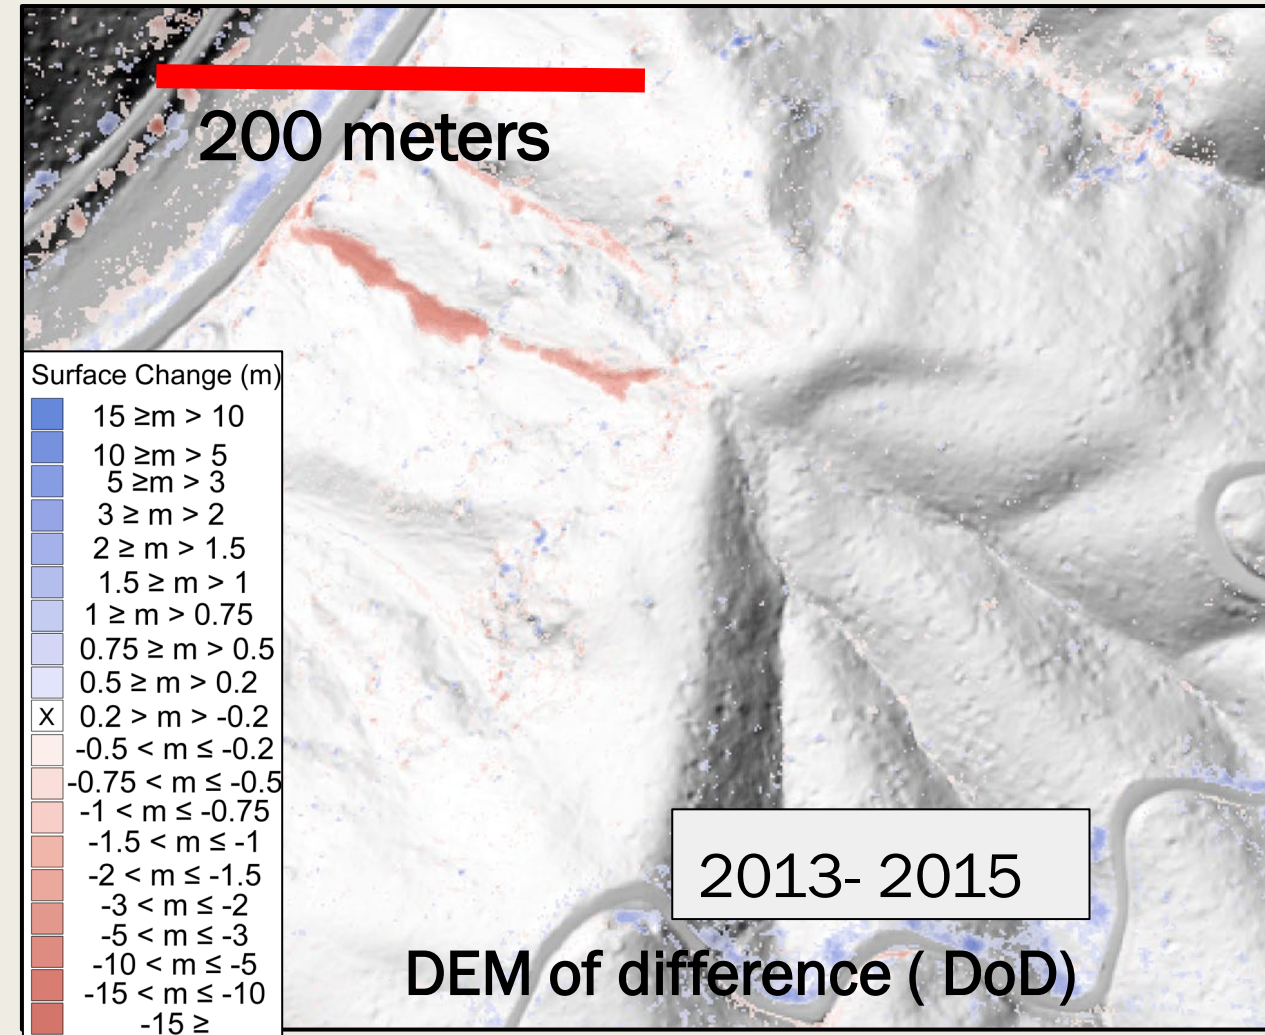 200 meters
Surface Change (m)
15 ≥m > 10
10 ≥m > 5
5 ≥m > 3
3 ≥ m > 2
2 ≥ m > 1.5
1.5 ≥ m > 1
1 ≥ m > 0.75
0.75 ≥ m > 0.5
0.5 ≥ m > 0.2
x 0.2 > m > -0.2
-0.5 < m ≤ -0.2
-0.75 < m ≤ -0.5
-1 < m ≤ -0.75
-1.5 < m ≤ -1
-2 < m ≤ -1.5
-3 < m ≤ -2
-5 < m ≤ -3
-10 < m ≤ -5
-15 < m ≤ -10
-15 ≥
2013- 2015
DEM of difference ( DoD)